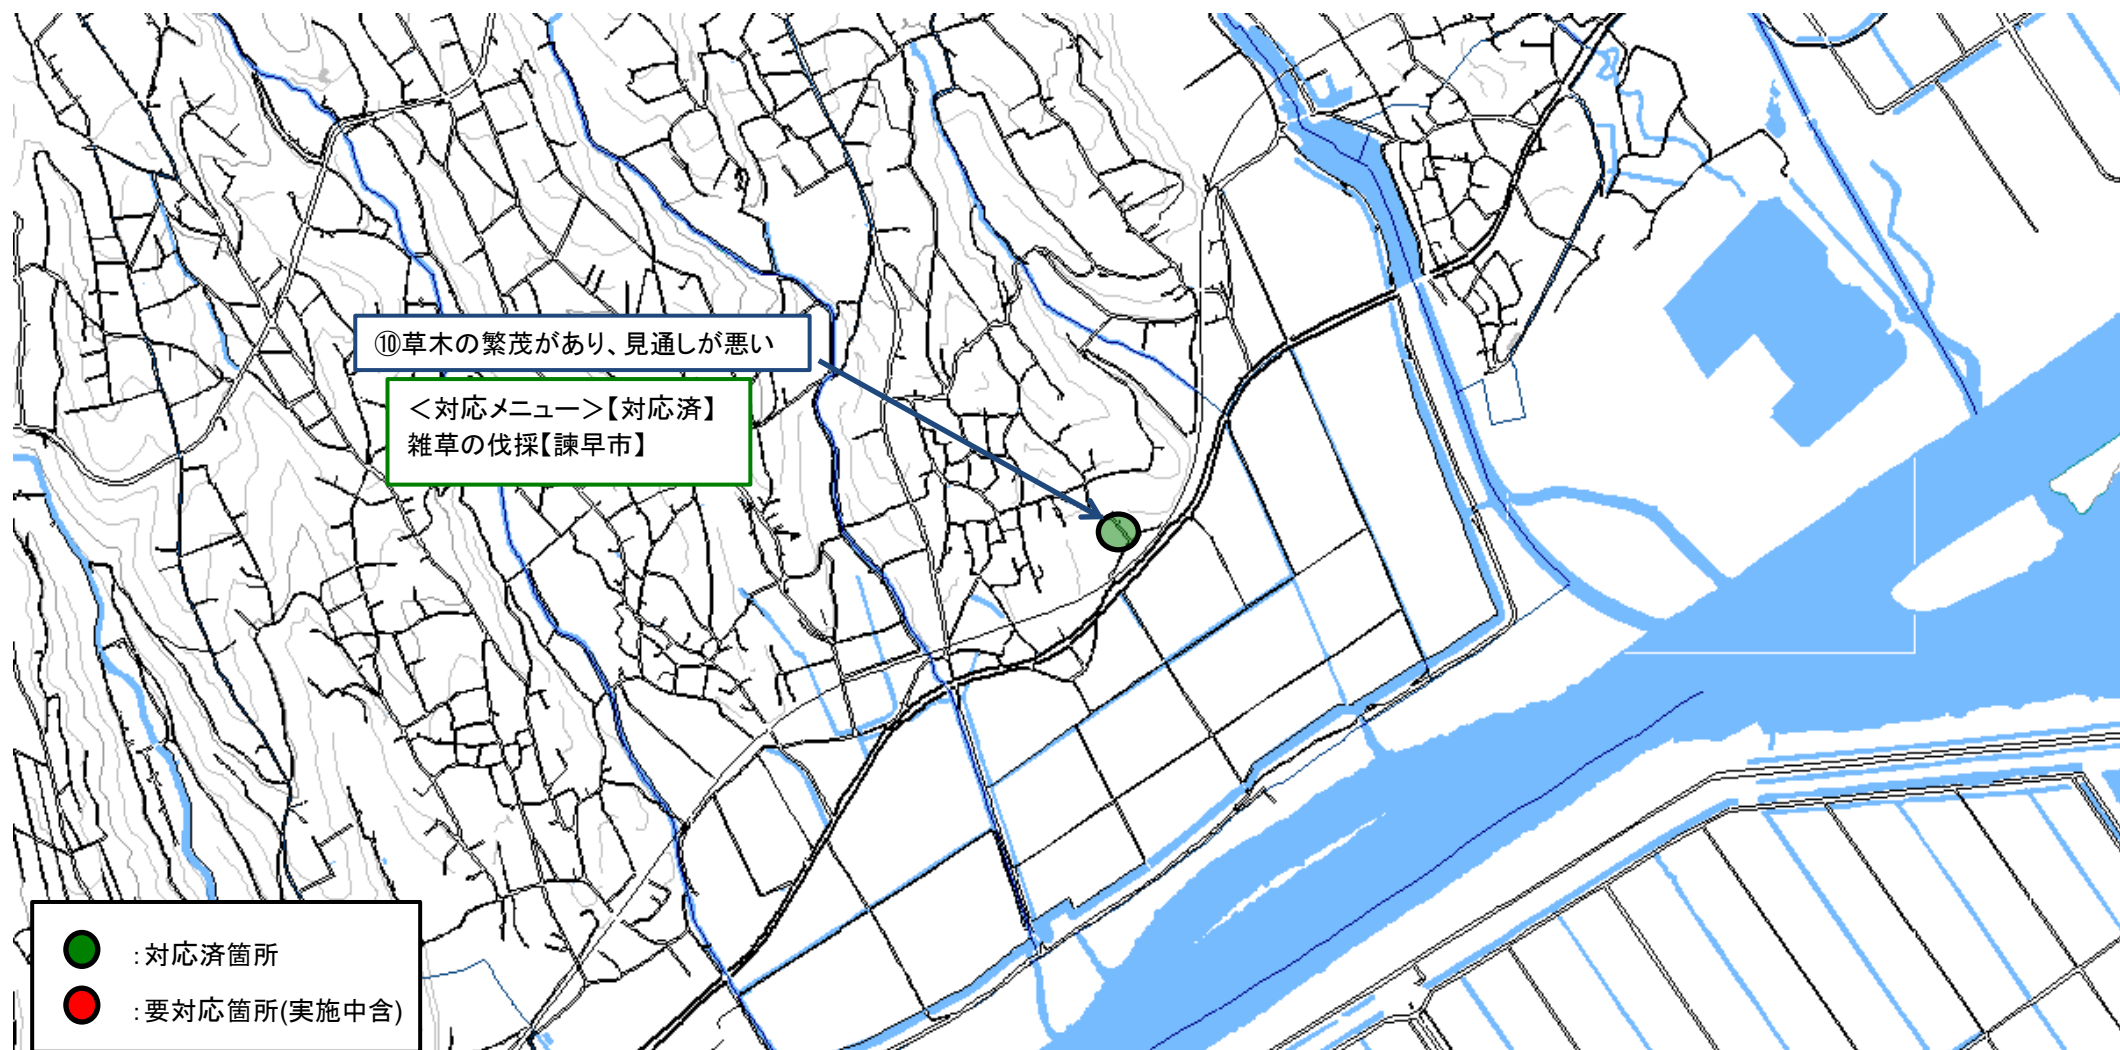 ⑩草木の繁茂があり、見通しが悪い
＜対応メニュー＞【対応済】
雑草の伐採【諫早市】
：対応済箇所
：要対応箇所(実施中含)